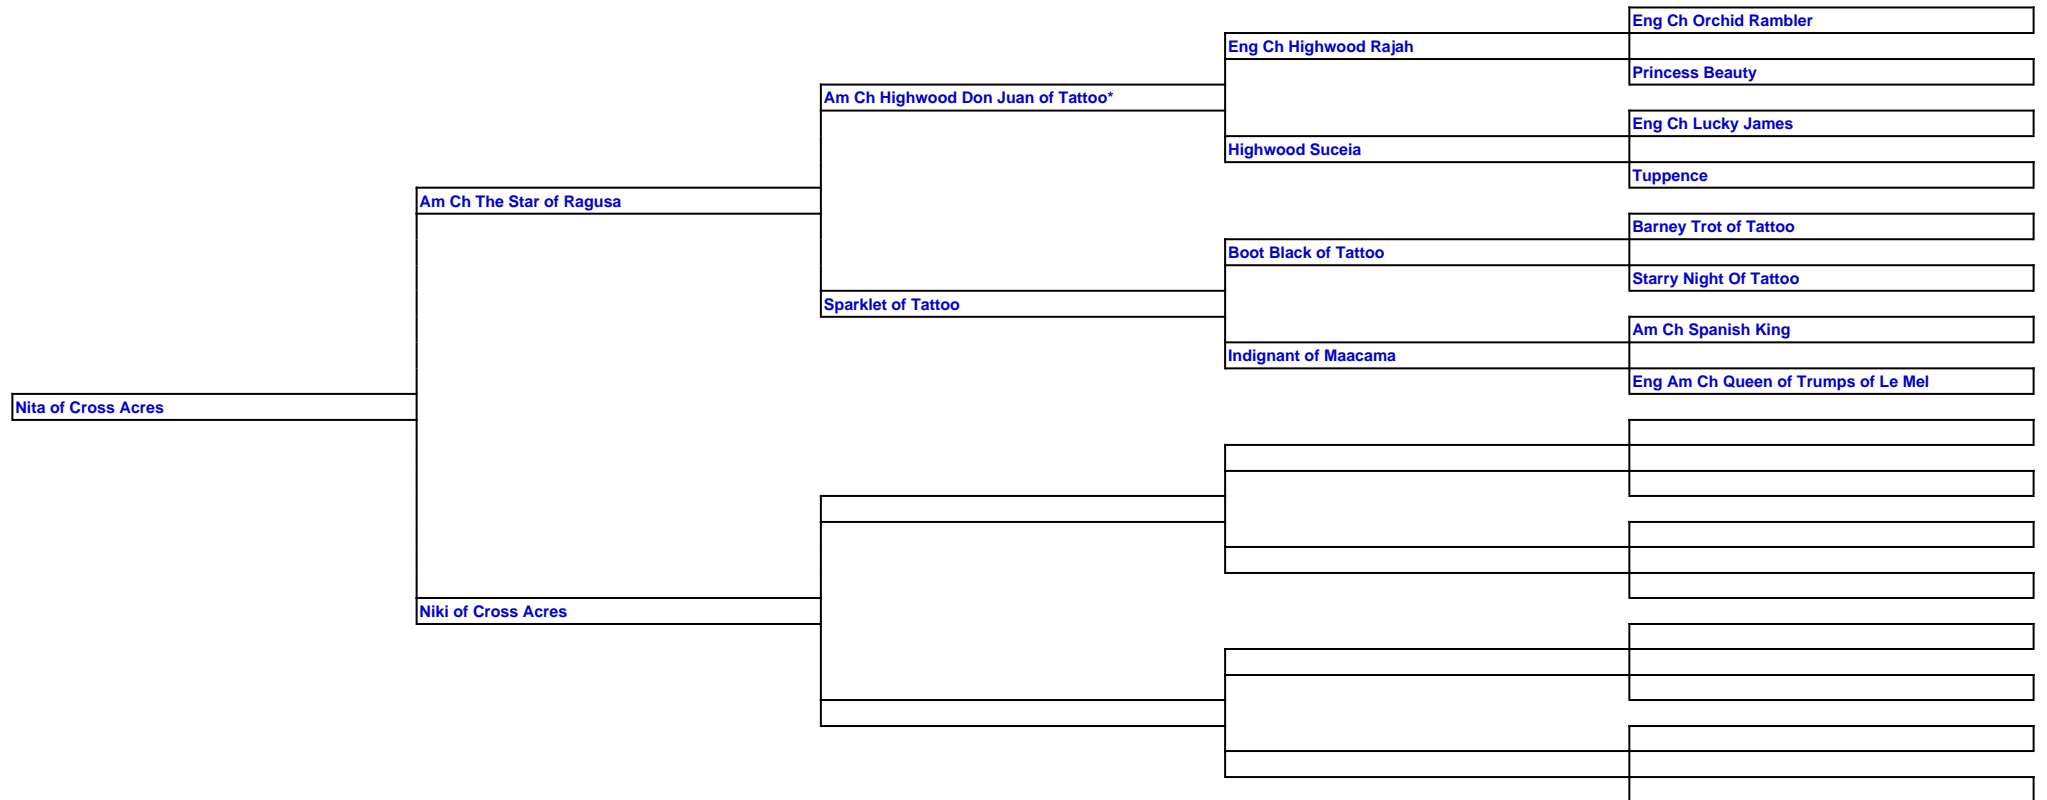 Eng Ch Orchid Rambler
Eng Ch Highwood Rajah
Princess Beauty
Am Ch Highwood Don Juan of Tattoo*
Eng Ch Lucky James
Highwood Suceia
Tuppence
Am Ch The Star of Ragusa
Barney Trot of Tattoo
Boot Black of Tattoo
Starry Night Of Tattoo
Sparklet of Tattoo
Am Ch Spanish King
Indignant of Maacama
Eng Am Ch Queen of Trumps of Le Mel
Nita of Cross Acres
Niki of Cross Acres